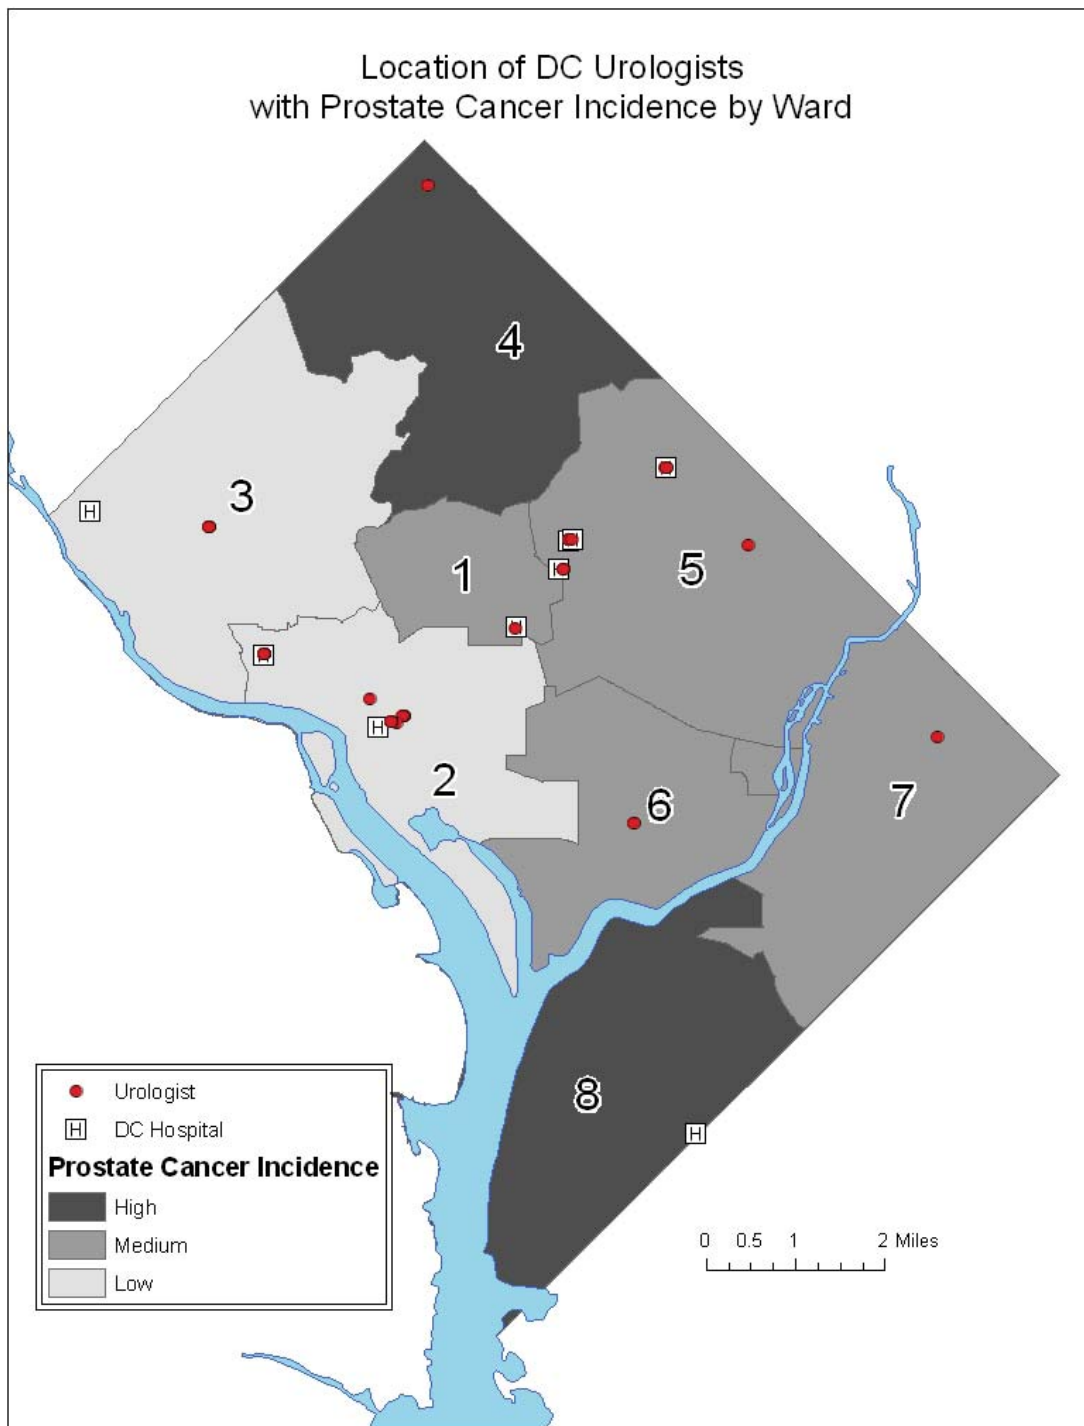 Location of DC Urologists
with Prostate Cancer Incidence by Ward
4
3
H
1
5
2
6
7
H
8
H
Urologist
H DC Hospital
Prostate Cancer Incidence
High
Medium
Low
0 0.5 1 2 Miles